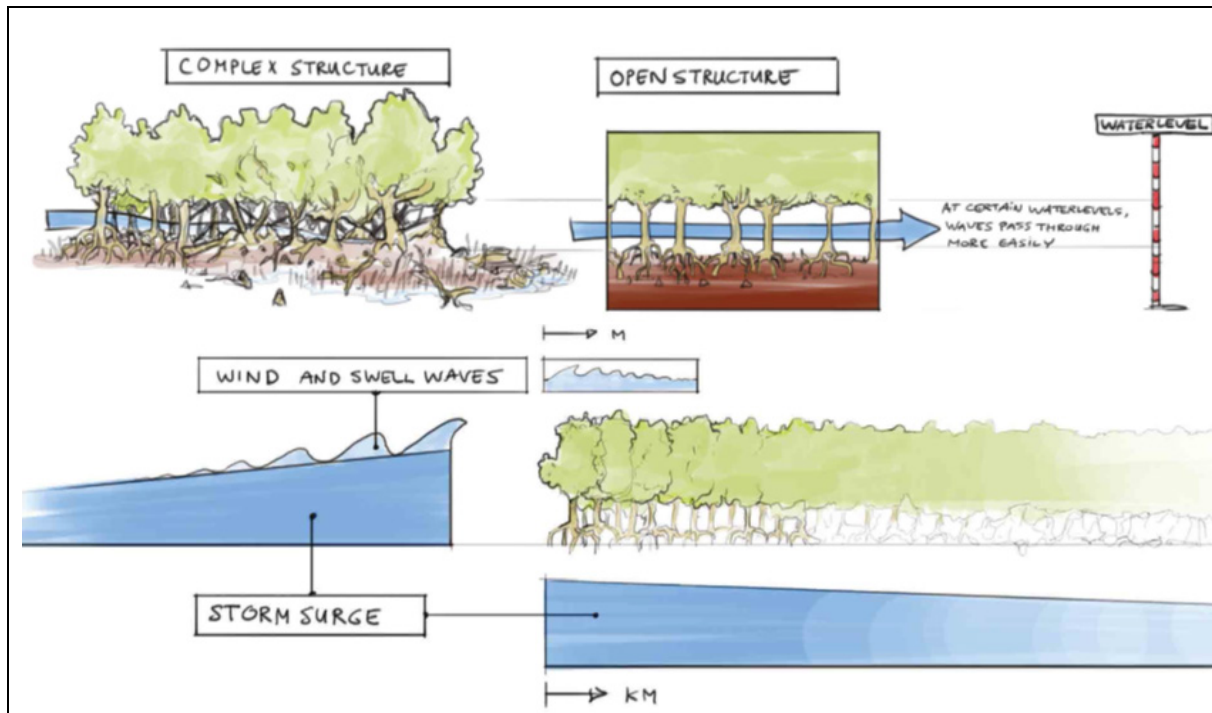 COMPLEX STRUCTURE
OPEN STRUCTURE
WATERLEVEL
AT CERTAIN WATERLEVELS,
WAVES PASS THROUGH
MORE EASILY
M
WIND AND SWELL WAVES
STORM SURGE
KM